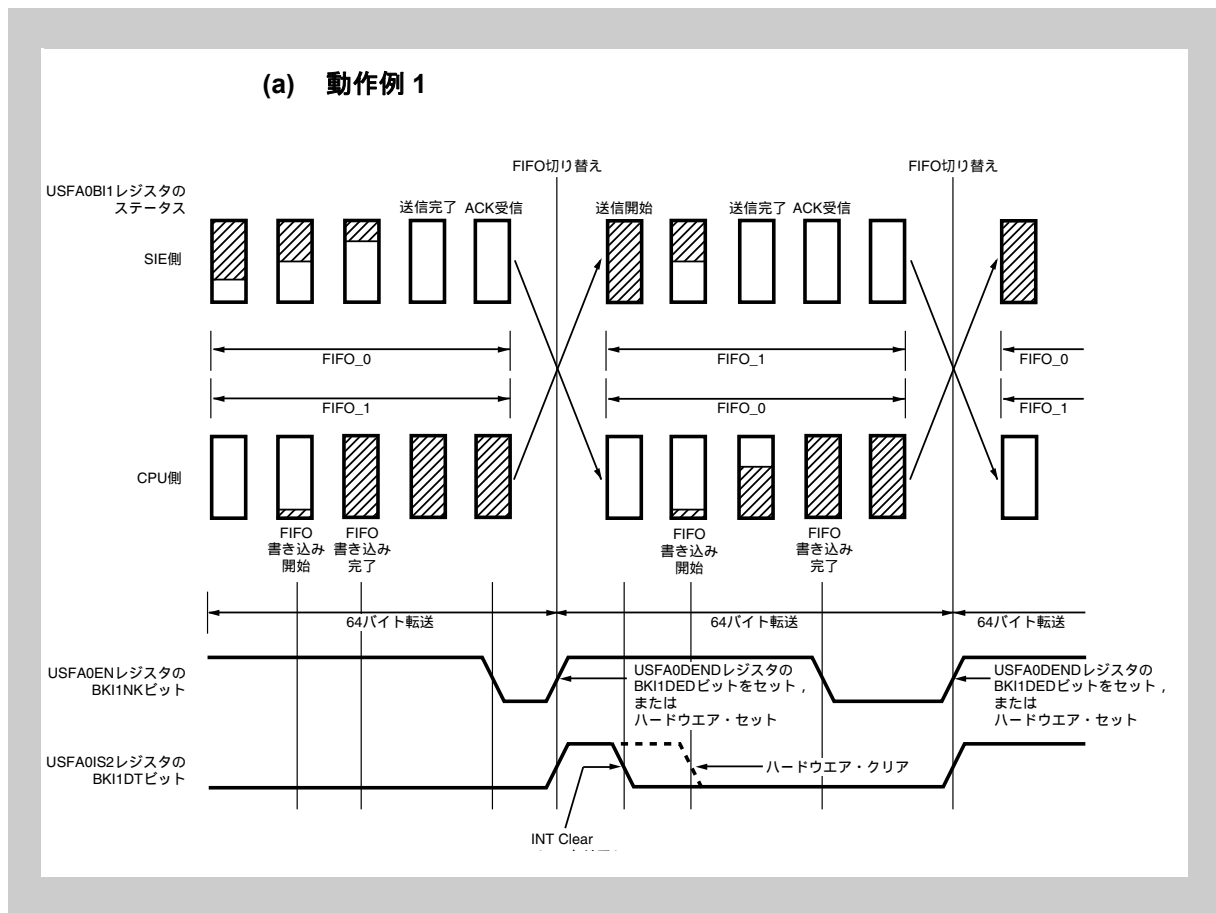 (a) 動作例 1
FIFO切り替え
FIFO切り替え
USFA0BI1レジスタの
ステータス
送信完了 ACK受信
送信開始
送信完了 ACK受信
SIE側
FIFO_0
FIFO_1
FIFO_0
FIFO_1
FIFO_0
FIFO_1
CPU側
FIFO
書き込み
開始
FIFO
書き込み
完了
FIFO
書き込み
開始
FIFO
書き込み
完了
64バイト転送
64バイト転送
64バイト転送
USFA0ENレジスタの
BKI1NKビット
USFA0DENDレジスタの
BKI1DEDビットをセット，
または
ハードウエア・セット
USFA0DENDレジスタの
BKI1DEDビットをセット，
または
ハードウエア・セット
USFA0IS2レジスタの
BKI1DTビット
ハードウエア・クリア
INT Clear